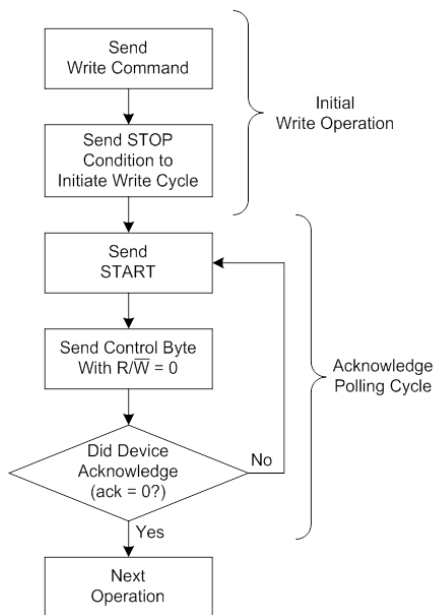 Send
Write Command
Send STOP
Condition to
Initiate Write Cycle
Initial
Write Operation
Send
START
Send Control Byte
With R/W̅ = 0
Acknowledge
Polling Cycle
Did Device
Acknowledge
(ack = 0?)
No
Yes
Next
Operation